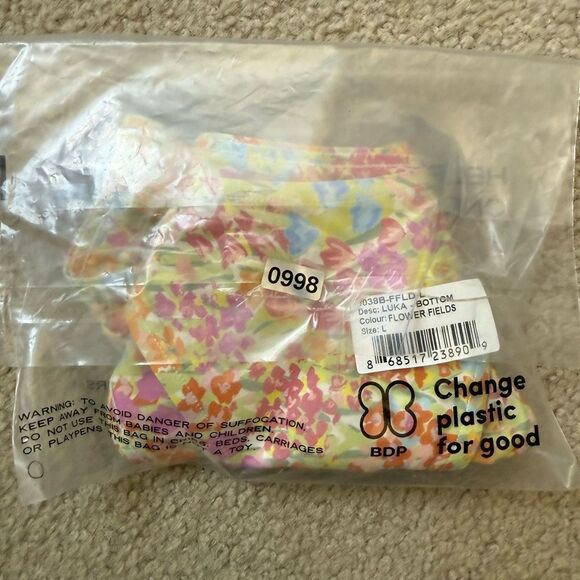 0998
038B-FFLD L
Desc: LUKA - BOTTOM
Colour: FLOWER FIELDS
Size: L
8 68517 23890 9
Change
plastic
for good
BDP
WARNING: TO AVOID DANGER OF SUFFOCATION,
KEEP AWAY FROM BABIES AND CHILDREN.
DO NOT USE THIS BAG IN CRIBS, BEDS, CARRIAGES
OR PLAYPENS. THIS BAG IS NOT A TOY.